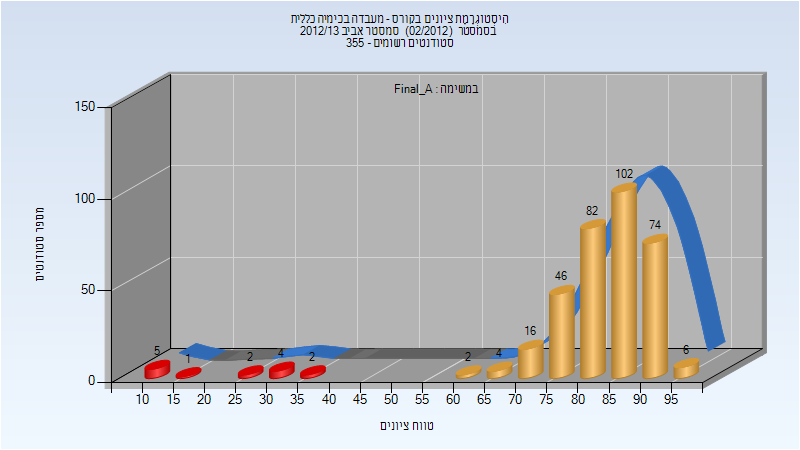 היסטוגרמת ציונים בקורס - מעבדה בכימיה כללית
בסמסטר (02/2012) סמסטר אביב 2012/13
סטודנטים רשומים - 355
במשימה : Final_A
מספר סטודנטים
150
100
50
0
5
1
2
4
2
2
4
16
46
82
102
74
6
10 15 20 25 30 35 40 45 50 55 60 65 70 75 80 85 90 95
טווח ציונים